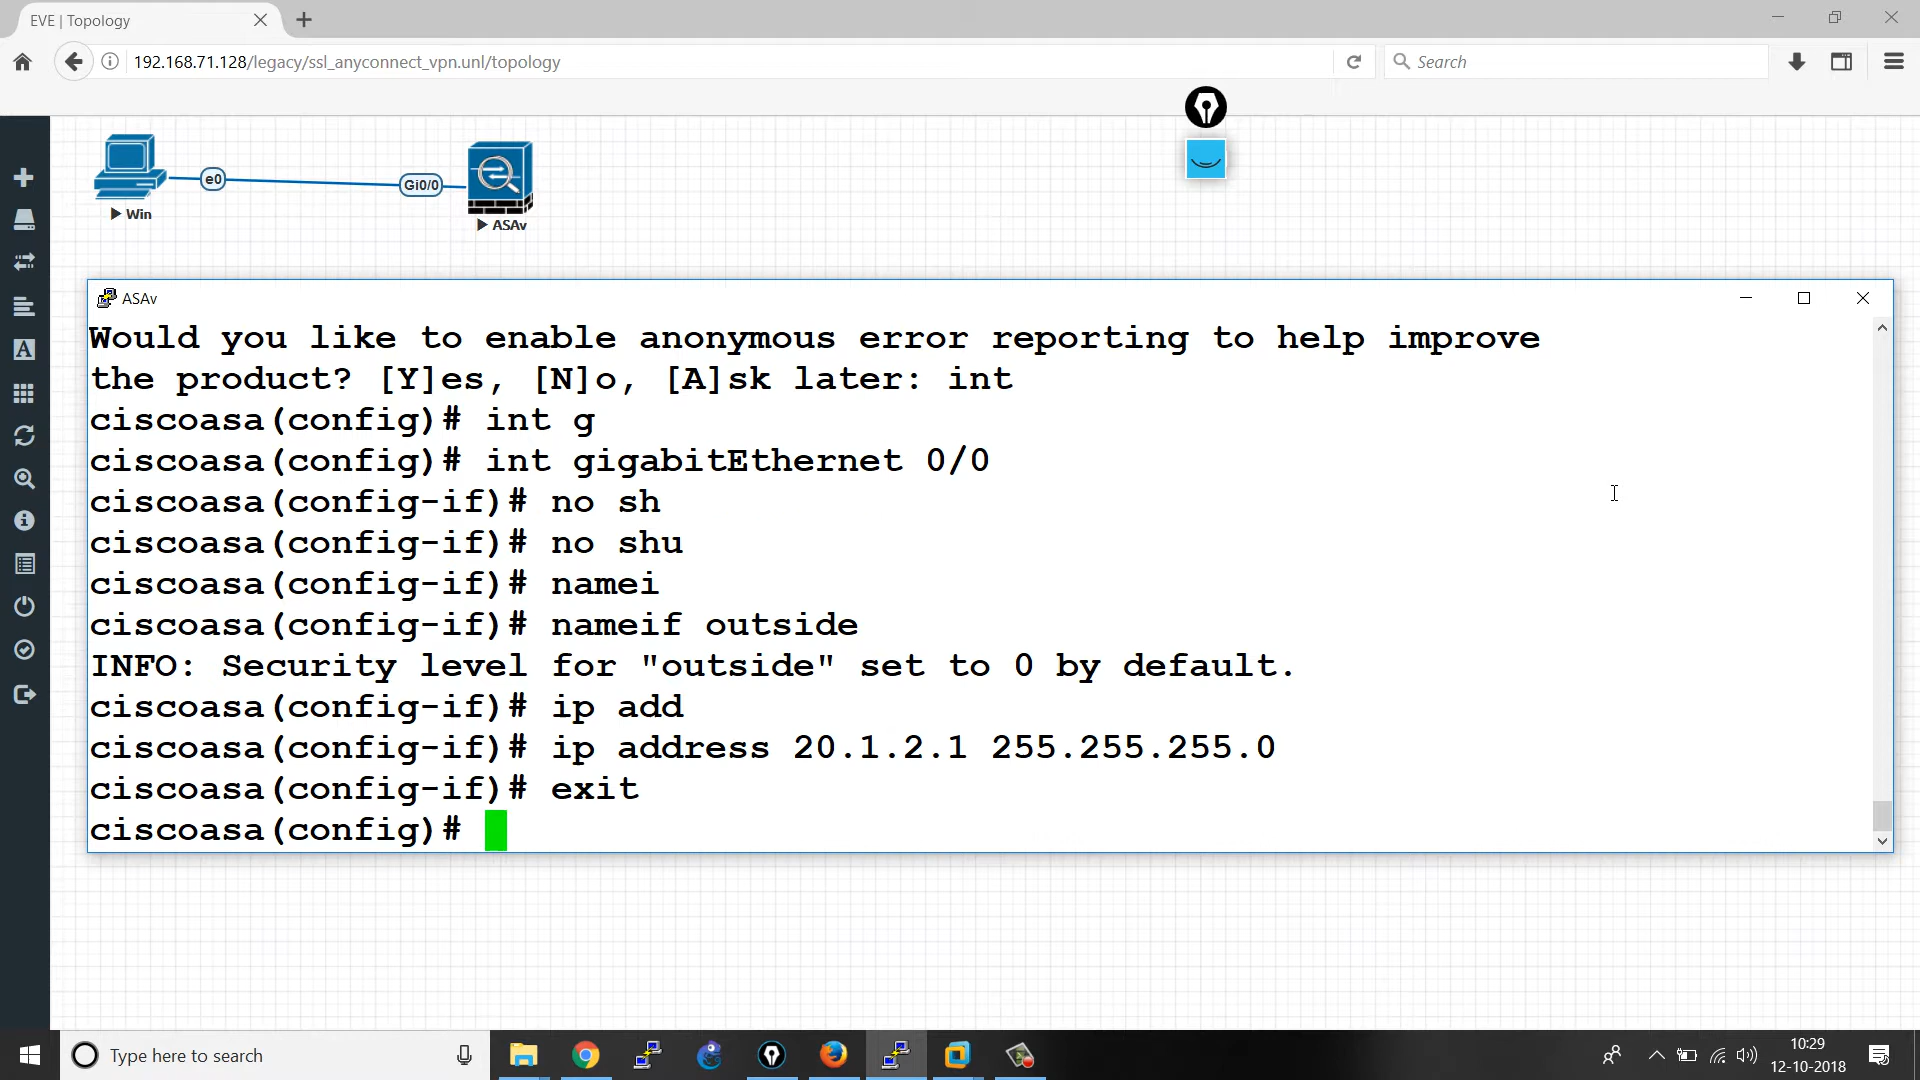 EVE | Topology
192.168.71.128/legacy/ssl_anyconnect_vpn.unl/topology
Search
e0
Gi0/0
Win
ASAv
ASAv
Would you like to enable anonymous error reporting to help improve
the product? [Y]es, [N]o, [A]sk later: int
ciscoasa(config)# int g
ciscoasa(config)# int gigabitEthernet 0/0
ciscoasa(config-if)# no sh
ciscoasa(config-if)# no shu
ciscoasa(config-if)# namei
ciscoasa(config-if)# nameif outside
INFO: Security level for "outside" set to 0 by default.
ciscoasa(config-if)# ip add
ciscoasa(config-if)# ip address 20.1.2.1 255.255.255.0
ciscoasa(config-if)# exit
ciscoasa(config)#
Type here to search
10:29
12-10-2018